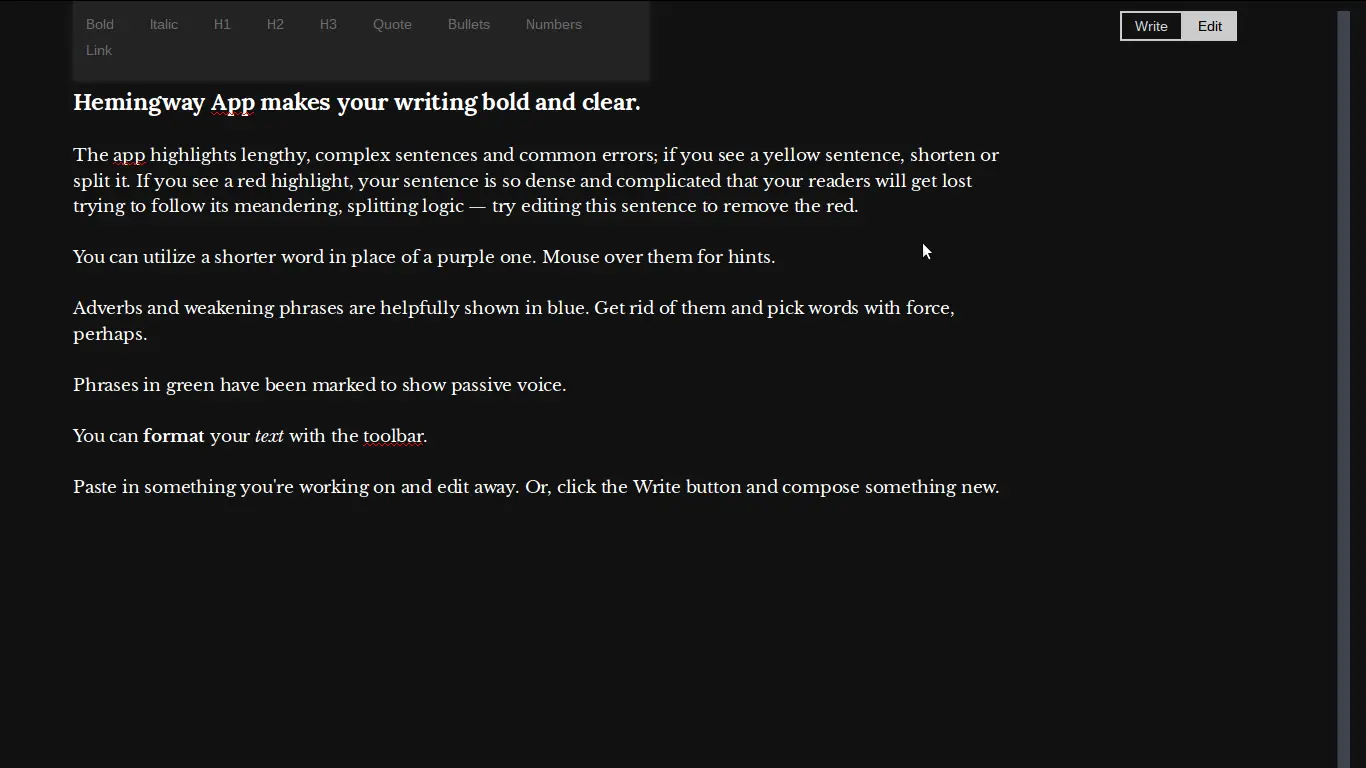 Bold Italic H1 H2 H3 Quote Bullets Numbers
Link
Write Edit
Hemingway App makes your writing bold and clear.
The app highlights lengthy, complex sentences and common errors; if you see a yellow sentence, shorten or
split it. If you see a red highlight, your sentence is so dense and complicated that your readers will get lost
trying to follow its meandering, splitting logic — try editing this sentence to remove the red.
You can utilize a shorter word in place of a purple one. Mouse over them for hints.
Adverbs and weakening phrases are helpfully shown in blue. Get rid of them and pick words with force,
perhaps.
Phrases in green have been marked to show passive voice.
You can format your text with the toolbar.
Paste in something you're working on and edit away. Or, click the Write button and compose something new.